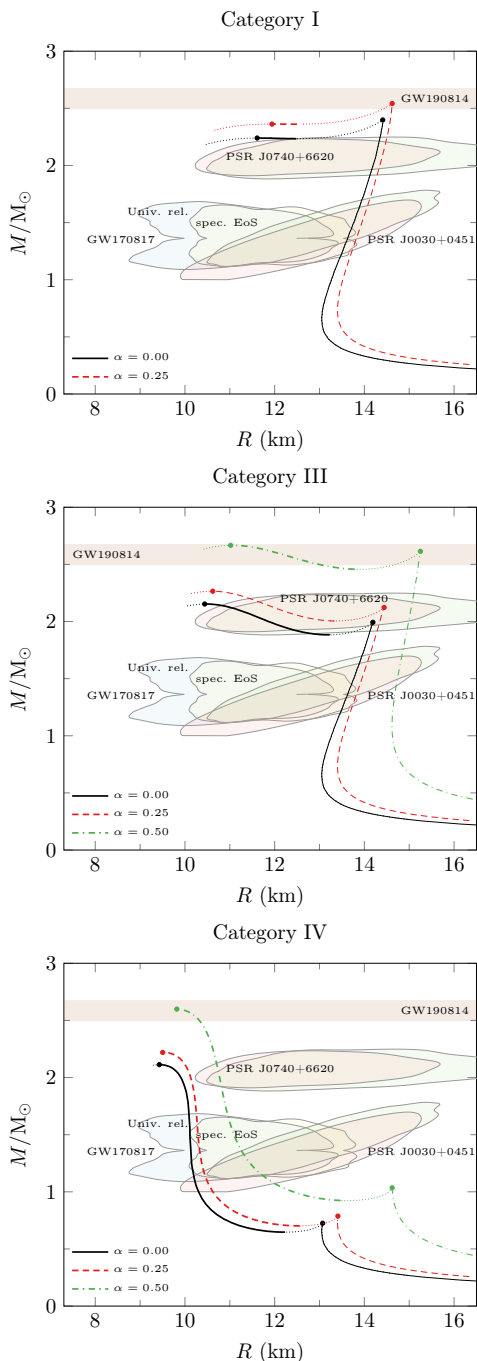 Category I
3
GW190814
PSR J0740+6620
2
Univ. rel.
spec. EoS
GW170817
PSR J0030+0451
1
α = 0.00
α = 0.25
0
8 10 12 14 16
R (km)
M/M⊙
Category III
3
GW190814
PSR J0740+6620
2
Univ. rel.
spec. EoS
GW170817
PSR J0030+0451
1
α = 0.00
α = 0.25
α = 0.50
0
8 10 12 14 16
R (km)
M/M⊙
Category IV
3
GW190814
PSR J0740+6620
2
Univ. rel.
spec. EoS
GW170817
PSR J0030+0451
1
α = 0.00
α = 0.25
α = 0.50
0
8 10 12 14 16
R (km)
M/M⊙